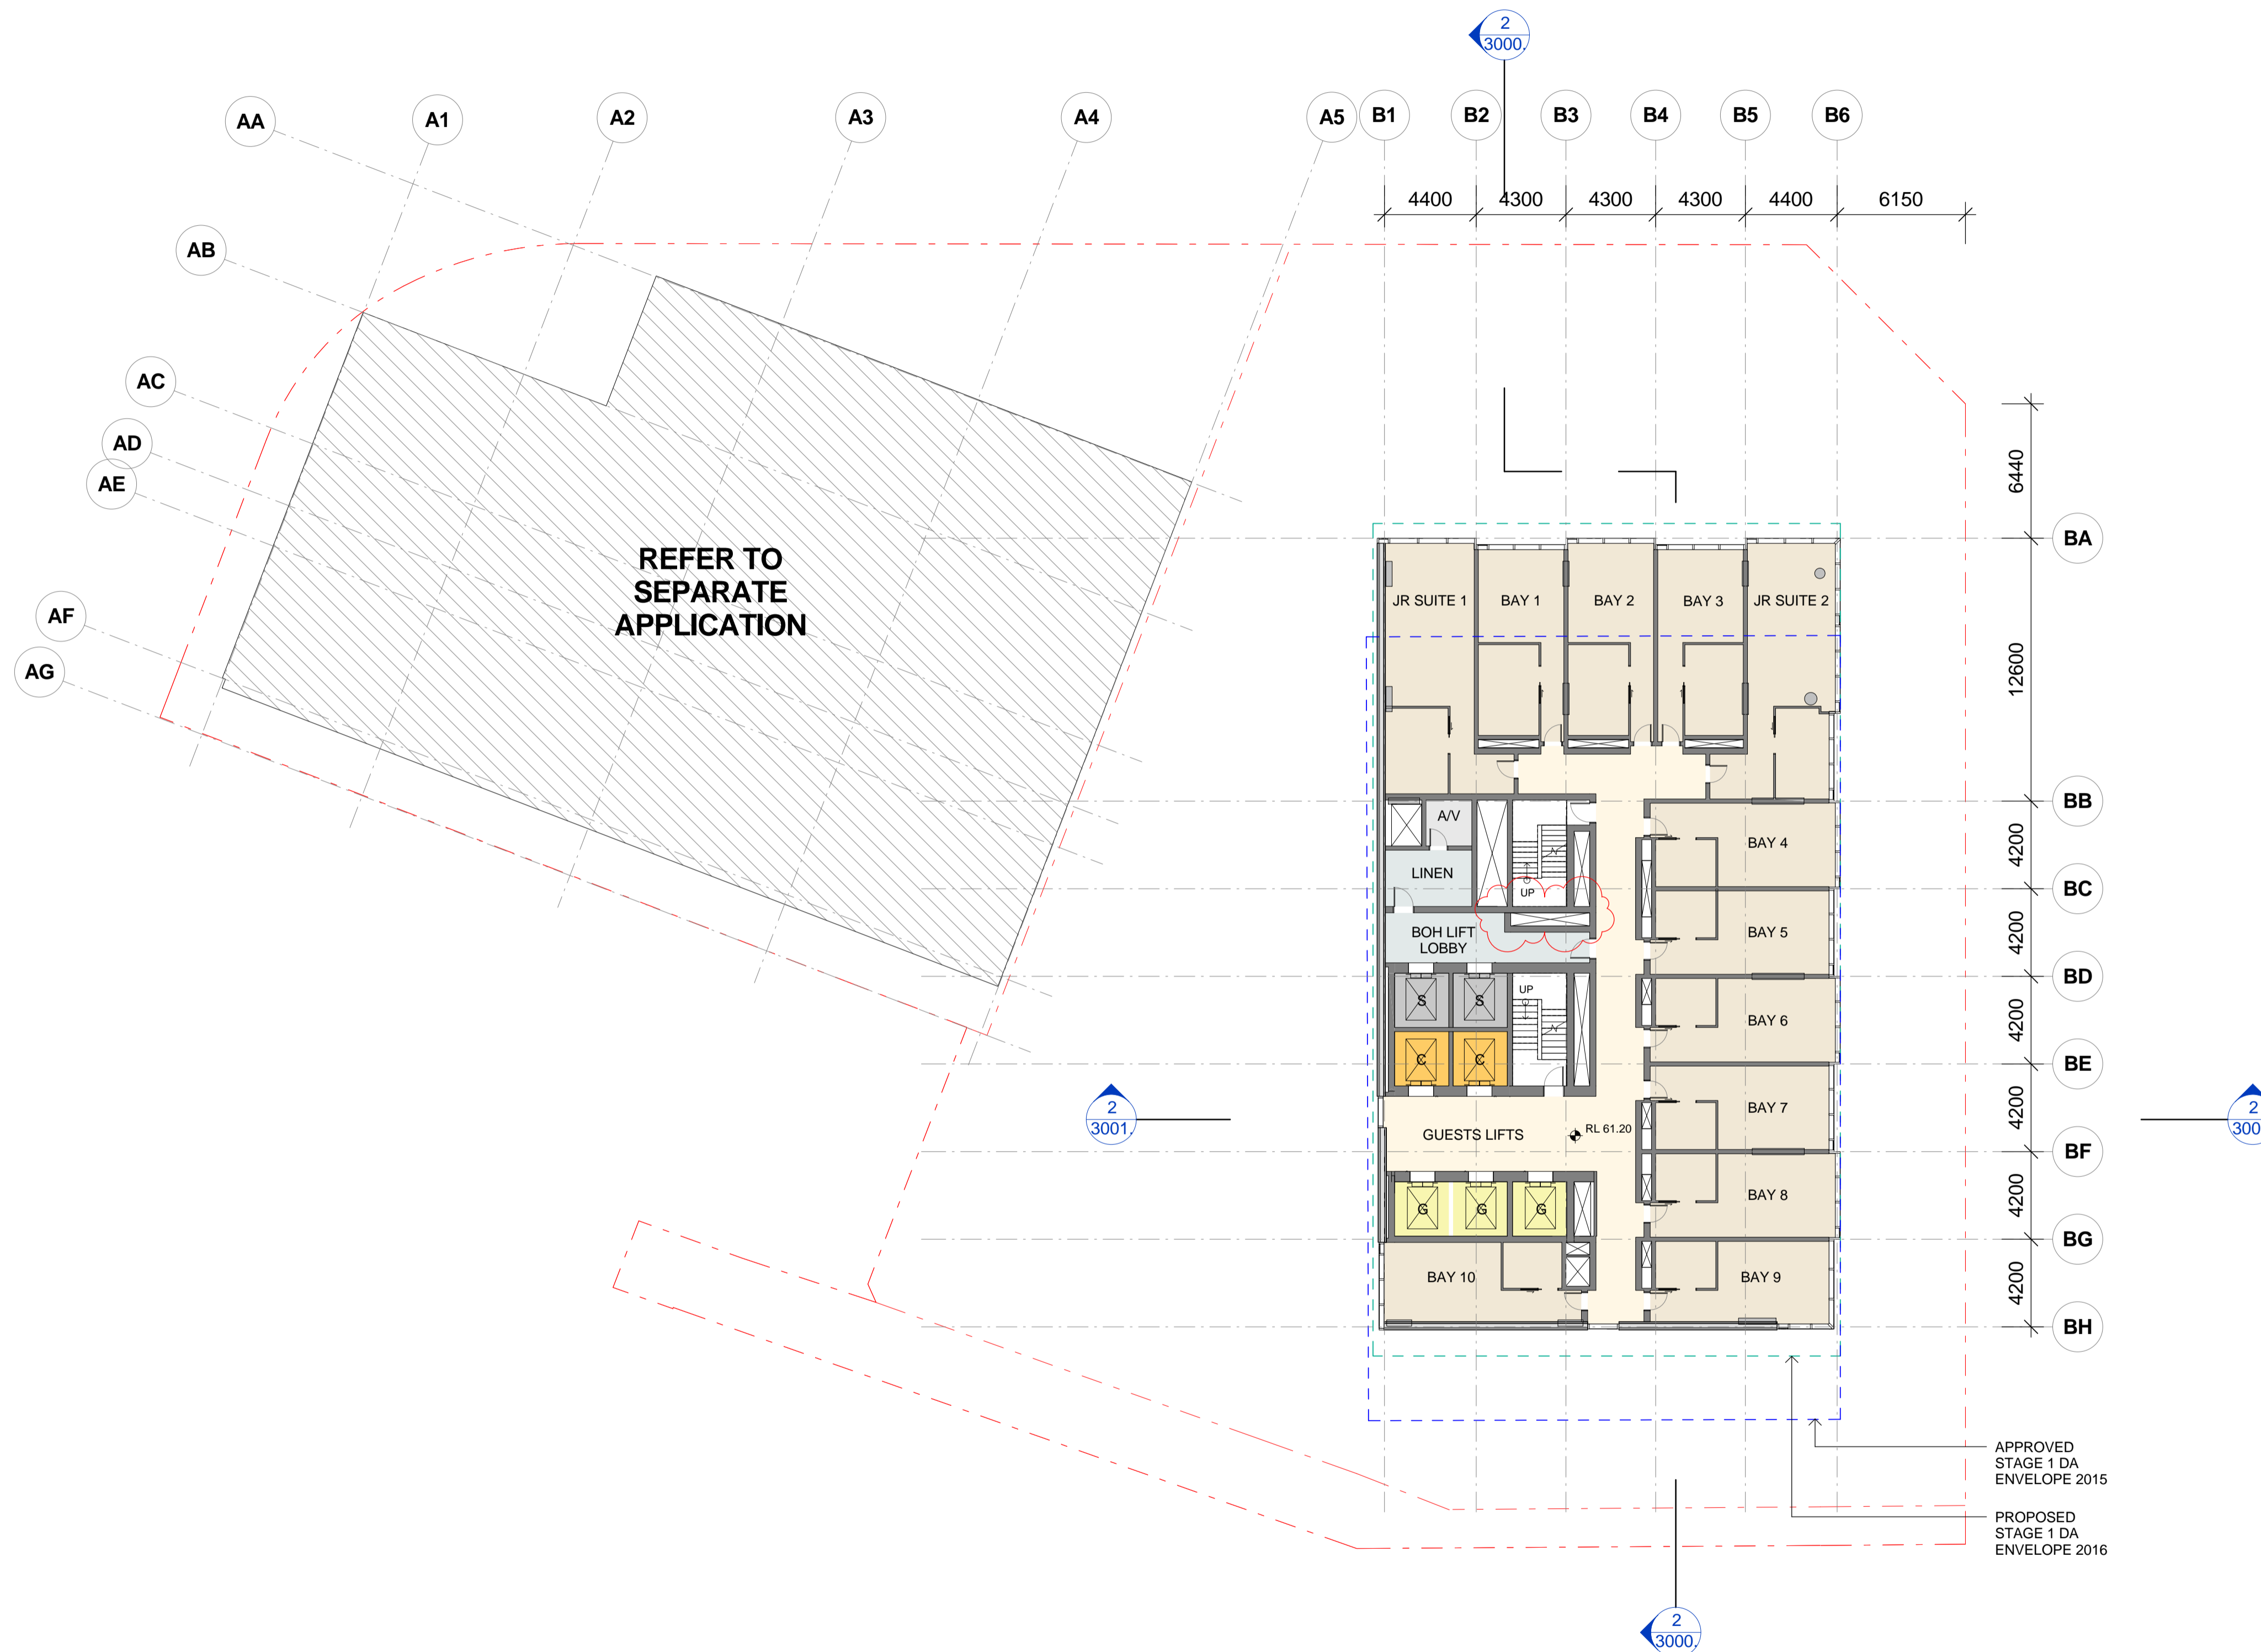 2
3000.
AA
A1
A2
A3
A4
A5
B1
B2
B3
B4
B5
B6
4400
4300
4300
4300
4400
6150
AB
AC
AD
AE
AF
AG
REFER TO
SEPARATE
APPLICATION
6440
BA
12600
BB
4200
BC
4200
BD
4200
BE
4200
BF
4200
BG
4200
BH
JR SUITE 1
BAY 1
BAY 2
BAY 3
JR SUITE 2
A/V
BAY 4
LINEN
UP
BOH LIFT
LOBBY
BAY 5
S
S
UP
BAY 6
C
C
2
3001.
GUESTS LIFTS
RL 61.20
BAY 7
2
300
G
G
G
BAY 8
BAY 10
BAY 9
APPROVED
STAGE 1 DA
ENVELOPE 2015
PROPOSED
STAGE 1 DA
ENVELOPE 2016
2
3000.